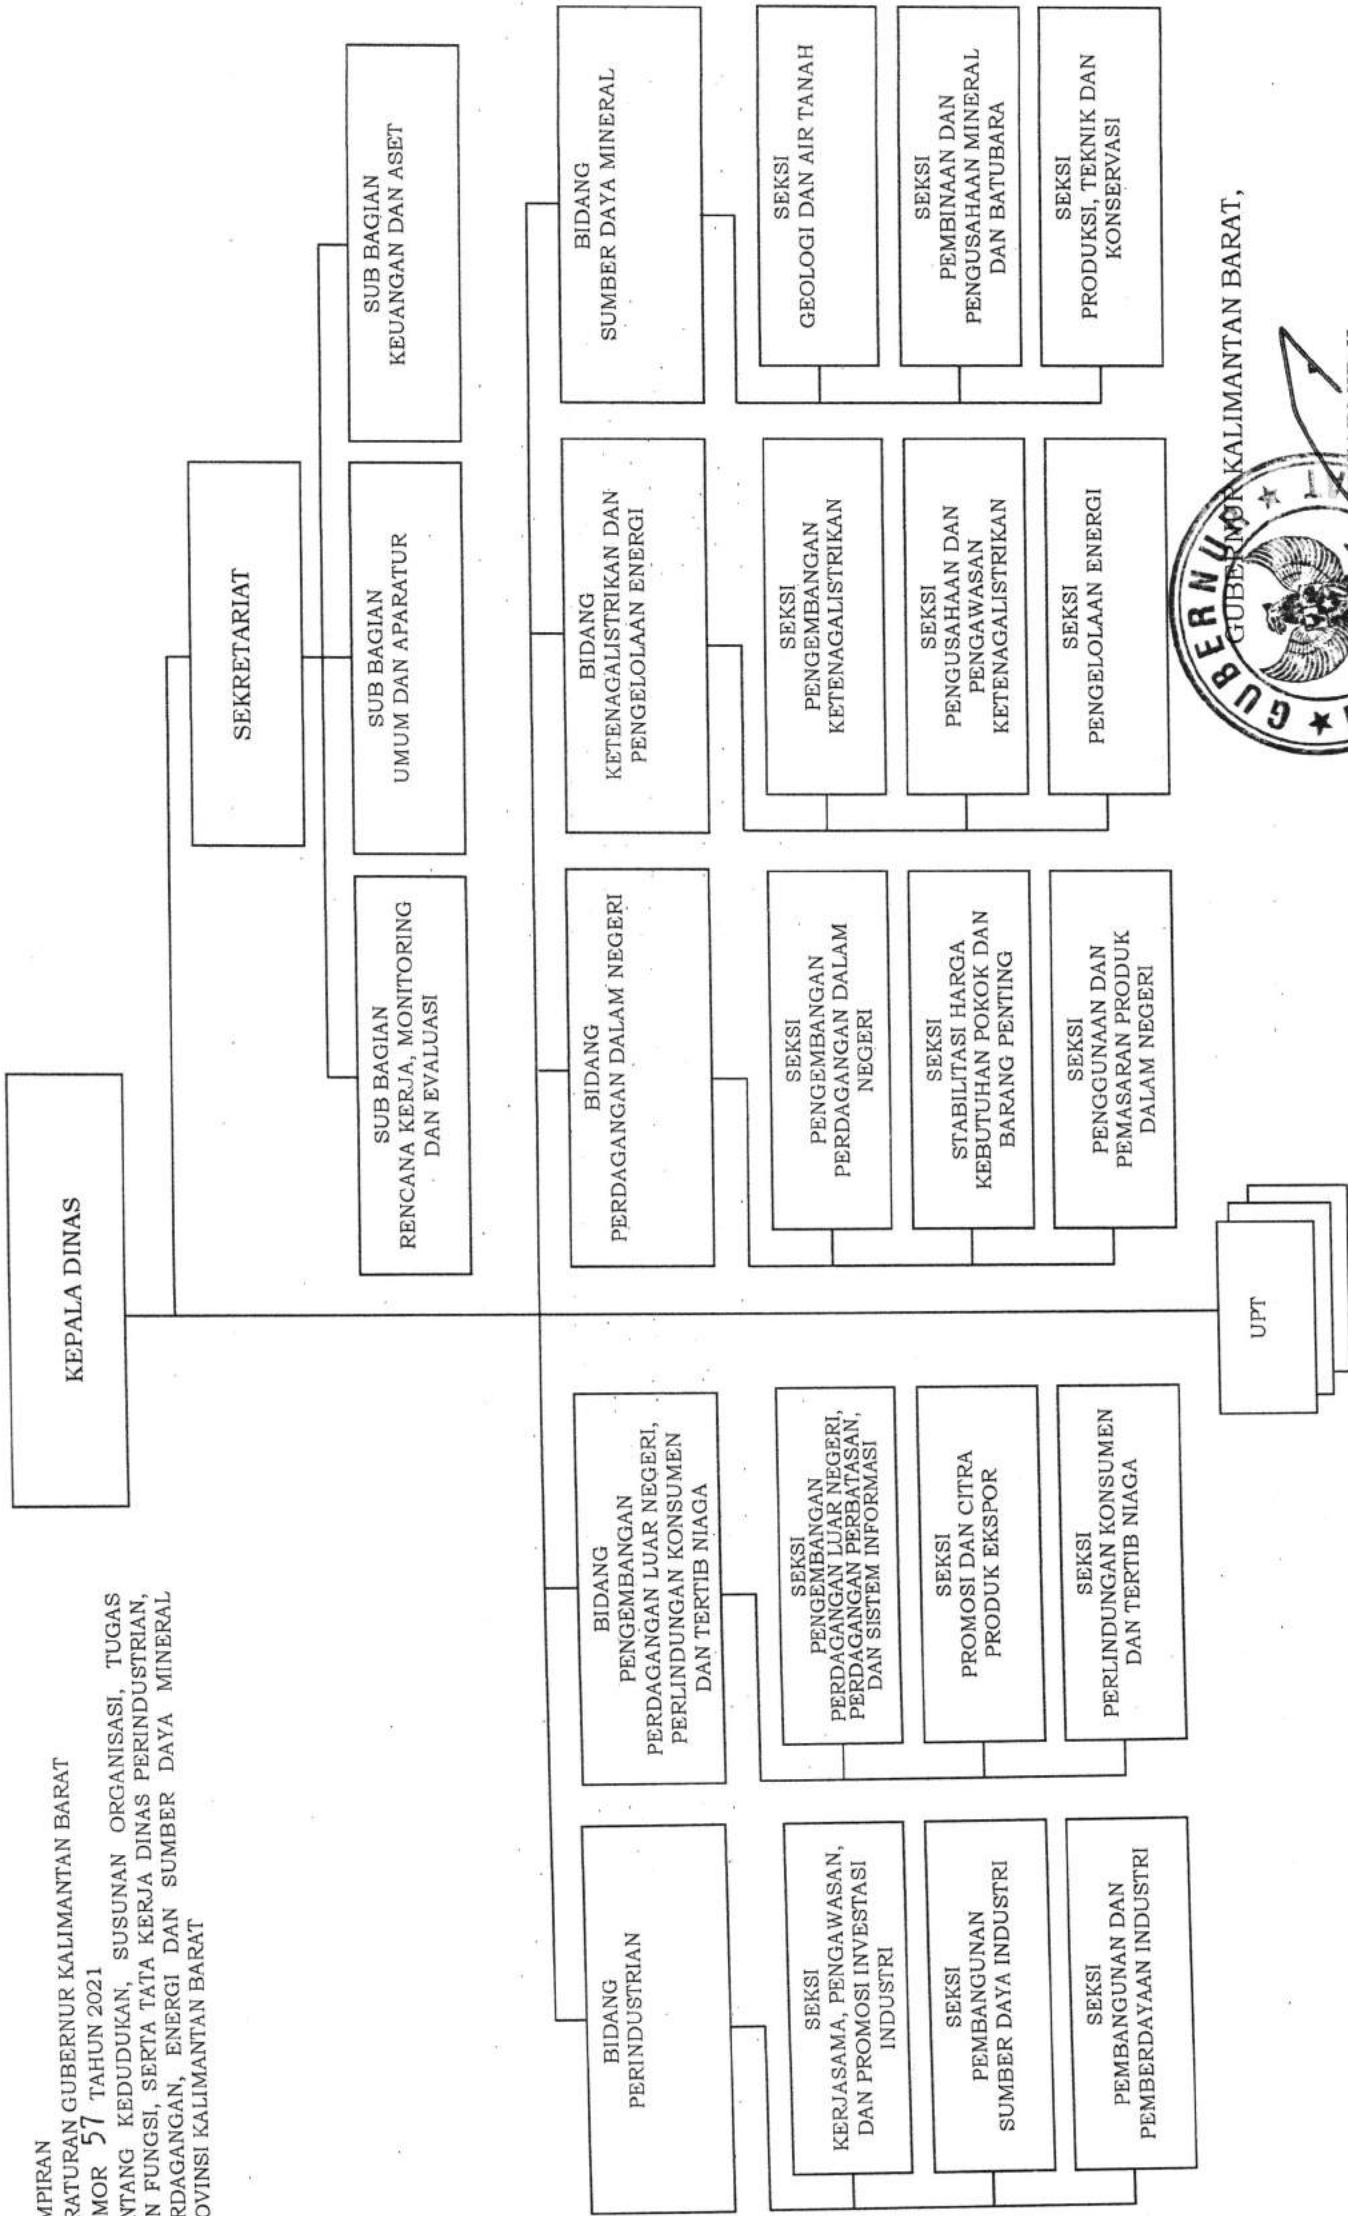 MPIRAN
RATURAN GUBERNUR KALIMANTAN BARAT
MOR 57 TAHUN 2021
NTANG KEDUDUKAN, SUSUNAN ORGANISASI, TUGAS
N FUNGSI, SERTA TATA KERJA DINAS PERINDUSTRIAN,
RDAGANGAN, ENERGI DAN SUMBER DAYA MINERAL
OVINSI KALIMANTAN BARAT
KEPALA DINAS
SEKRETARIAT
SUB BAGIAN
RENCANA KERJA, MONITORING
DAN EVALUASI
SUB BAGIAN
UMUM DAN APARATUR
SUB BAGIAN
KEUANGAN DAN ASET
BIDANG
PERINDUSTRIAN
BIDANG
PENGEMBANGAN
PERDAGANGAN LUAR NEGERI,
PERLINDUNGAN KONSUMEN
DAN TERTIB NIAGA
BIDANG
PERDAGANGAN DALAM NEGERI
BIDANG
KETENAGALISTRIKAN DAN
PENGELOLAAN ENERGI
BIDANG
SUMBER DAYA MINERAL
SEKSI
KERJASAMA, PENGAWASAN,
DAN PROMOSI INVESTASI
INDUSTRI
SEKSI
PENGEMBANGAN
PERDAGANGAN LUAR NEGERI,
PERDAGANGAN PERBATASAN,
DAN SISTEM INFORMASI
SEKSI
PENGEMBANGAN
PERDAGANGAN DALAM
NEGERI
SEKSI
PENGEMBANGAN
KETENAGALISTRIKAN
SEKSI
GEOLOGI DAN AIR TANAH
SEKSI
PEMBANGUNAN
SUMBER DAYA INDUSTRI
SEKSI
PROMOSI DAN CITRA
PRODUK EKSPOR
SEKSI
STABILITASI HARGA
KEBUTUHAN POKOK DAN
BARANG PENTING
SEKSI
PENGUSAHAAN DAN
PENGAWASAN
KETENAGALISTRIKAN
SEKSI
PEMBINAAN DAN
PENGUSAHAAN MINERAL
DAN BATUBARA
SEKSI
PEMBANGUNAN DAN
PEMBERDAYAAN INDUSTRI
SEKSI
PERLINDUNGAN KONSUMEN
DAN TERTIB NIAGA
SEKSI
PENGGUNAAN DAN
PEMASARAN PRODUK
DALAM NEGERI
SEKSI
PENGELOLAAN ENERGI
SEKSI
PRODUKSI, TEKNIK DAN
KONSERVASI
UPT
GUBERNUR KALIMANTAN BARAT,
GUBERNUR